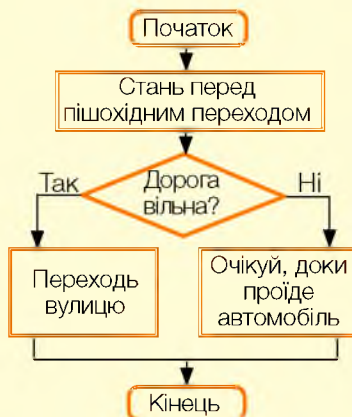 Початок
Стань перед
пішохідним переходом
Дорога
вільна?
Так
Ні
Переходь
вулицю
Очікуй, доки
проїде
автомобіль
Кінець